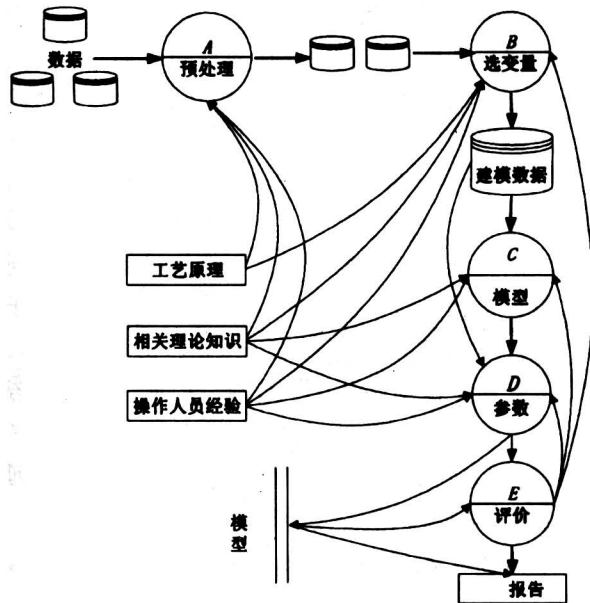 数据
A
预处理
B
选变量
建模数据
工艺原理
C
模型
相关理论知识
操作人员经验
D
参数
E
评价
模型
报告